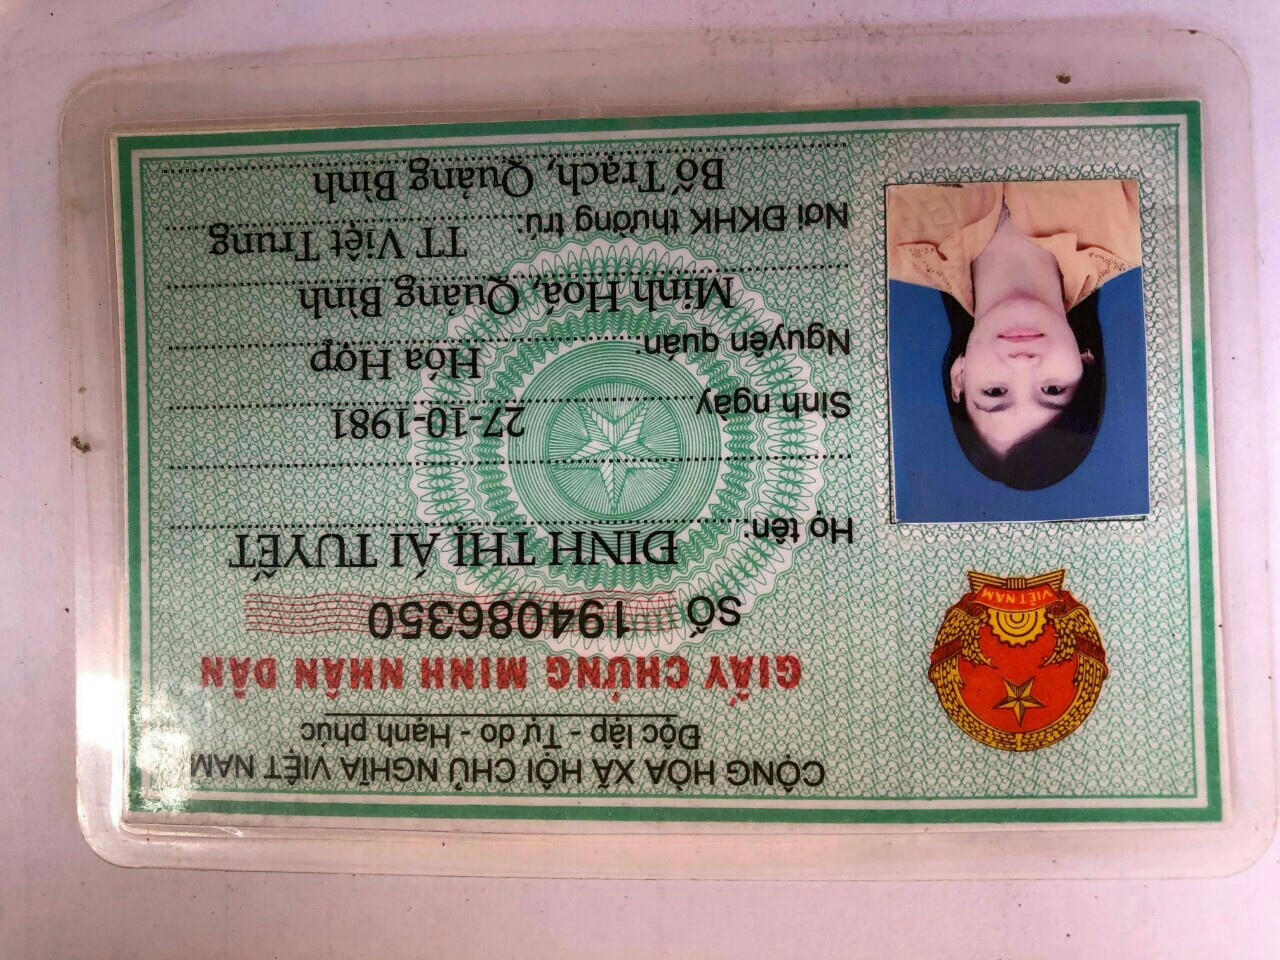 CỘNG HÒA XÃ HỘI CHỦ NGHĨA VIỆT NAM
Độc lập - Tự do - Hạnh phúc
GIẤY CHỨNG MINH NHÂN DÂN
SỐ 194086350
Họ tên: ĐINH THỊ ÁI TUYẾT
Sinh ngày 27-10-1981
Nguyên quán: Hóa Hợp
Minh Hoá, Quảng Bình
Nơi ĐKHK thường trú: TT Việt Trung
Bố Trạch, Quảng Bình
VIỆT NAM